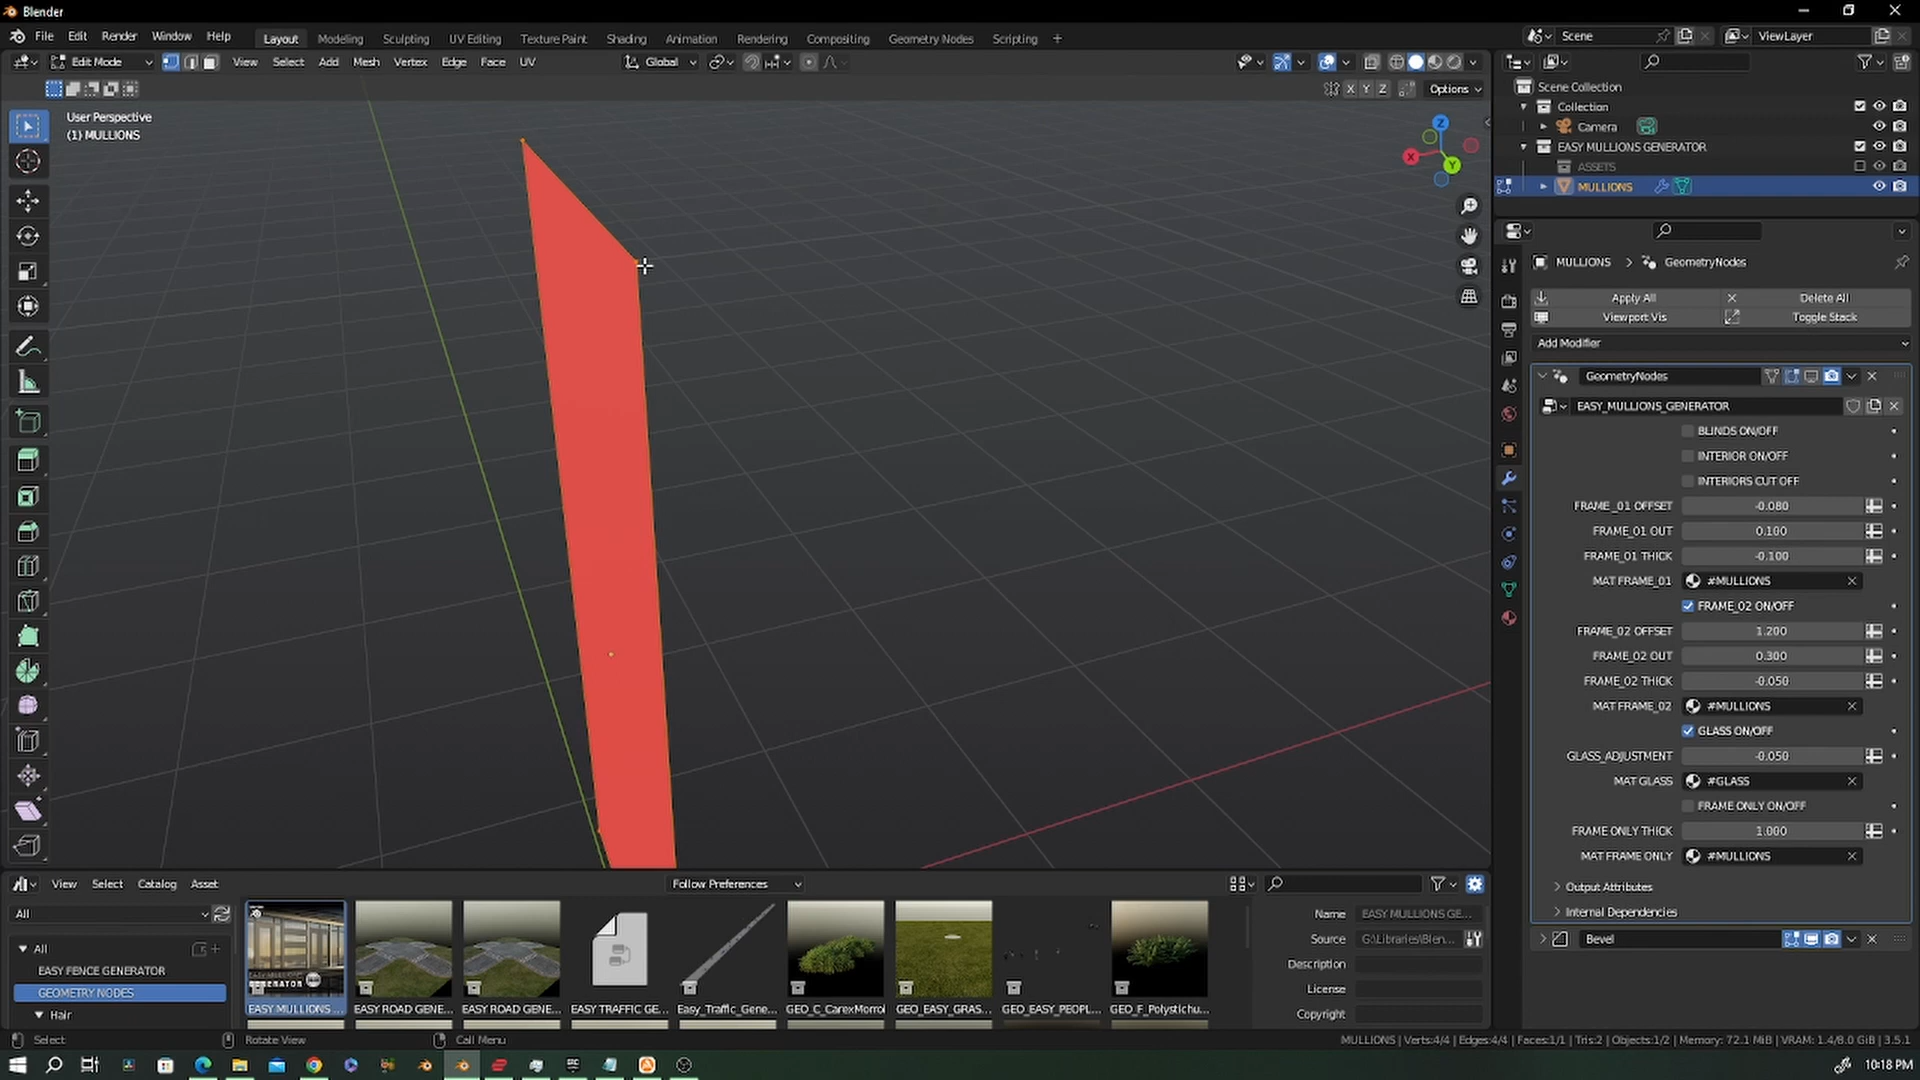 Blender
File Edit Render Window Help
Layout Modeling Sculpting UV Editing Texture Paint Shading Animation Rendering Compositing Geometry Nodes Scripting +
Scene
ViewLayer
Edit Mode
View Select Add Mesh Vertex Edge Face UV
Global
X Y Z
Options
User Perspective
(1) MULLIONS
Z
X
Y
Scene Collection
Collection
Camera
EASY MULLIONS GENERATOR
ASSETS
MULLIONS
MULLIONS > GeometryNodes
Apply All
Delete All
Viewport Vis
Toggle Stack
Add Modifier
GeometryNodes
EASY_MULLIONS_GENERATOR
BLINDS ON/OFF
INTERIOR ON/OFF
INTERIORS CUT OFF
FRAME_01 OFFSET -0.080
FRAME_01 OUT 0.100
FRAME_01 THICK -0.100
MAT FRAME_01 #MULLIONS
FRAME_02 ON/OFF
FRAME_02 OFFSET 1.200
FRAME_02 OUT 0.300
FRAME_02 THICK -0.050
MAT FRAME_02 #MULLIONS
GLASS ON/OFF
GLASS_ADJUSTMENT -0.050
MAT GLASS #GLASS
FRAME ONLY ON/OFF
FRAME ONLY THICK 1.000
MAT FRAME ONLY #MULLIONS
Output Attributes
Internal Dependencies
Bevel
View Select Catalog Asset
Follow Preferences
All
All
EASY FENCE GENERATOR
GEOMETRY NODES
Hair
EASY MULLIONS ...
EASY ROAD GENE...
EASY ROAD GENE...
EASY TRAFFIC GE...
Easy_Traffic_Gene...
GEO_C_CarexMorroi
GEO_EASY_GRAS...
GEO_EASY_PEOPL...
GEO_F_Polystichu...
Name EASY MULLIONS GE...
Source G:\Libraries\Blen...
Description
License
Copyright
Select
Rotate View
Call Menu
MULLIONS | Verts:4/4 | Edges:4/4 | Faces:1/1 | Tris:2 | Objects:1/2 | Memory: 72.1 MiB | VRAM: 1.4/8.0 GiB | 3.5.1
10:18 PM